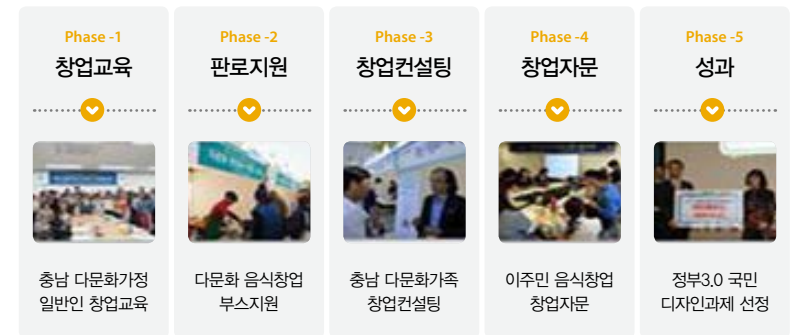 Phase -1
창업교육
충남 다문화가정
일반인 창업교육
Phase -2
판로지원
다문화 음식창업
부스지원
Phase -3
창업컨설팅
충남 다문화가족
창업컨설팅
Phase -4
창업자문
이주민 음식창업
창업자문
Phase -5
성과
정부3.0 국민
디자인과제 선정